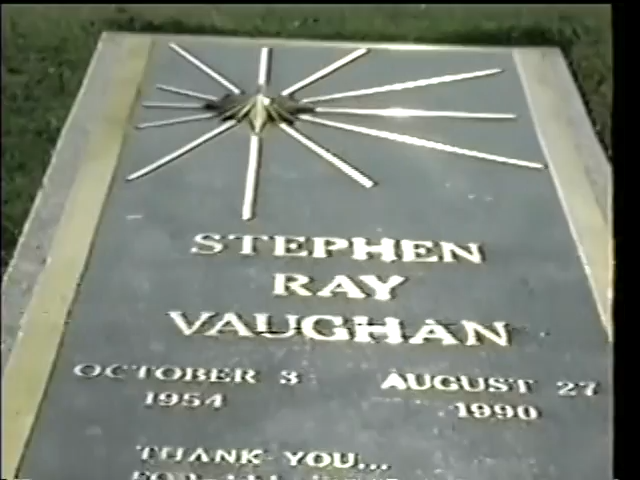 STEPHEN
RAY
VAUGHAN
OCTOBER 3 AUGUST 27
1954 1990
THANK YOU...